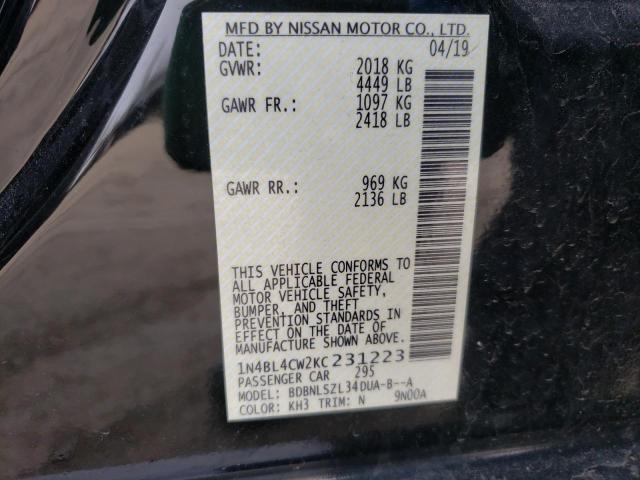 MFD BY NISSAN MOTOR CO., LTD.
DATE: 04/19
GVWR: 2018 KG
4449 LB
GAWR FR.: 1097 KG
2418 LB
GAWR RR.: 969 KG
2136 LB
THIS VEHICLE CONFORMS TO
ALL APPLICABLE FEDERAL
MOTOR VEHICLE SAFETY,
BUMPER, AND THEFT
PREVENTION STANDARDS IN
EFFECT ON THE DATE OF
MANUFACTURE SHOWN ABOVE.
1N4BL4CW2KC231223
PASSENGER CAR 295
MODEL: BDBNLSZL34DUA-B--A
COLOR: KH3 TRIM: N 9N00A